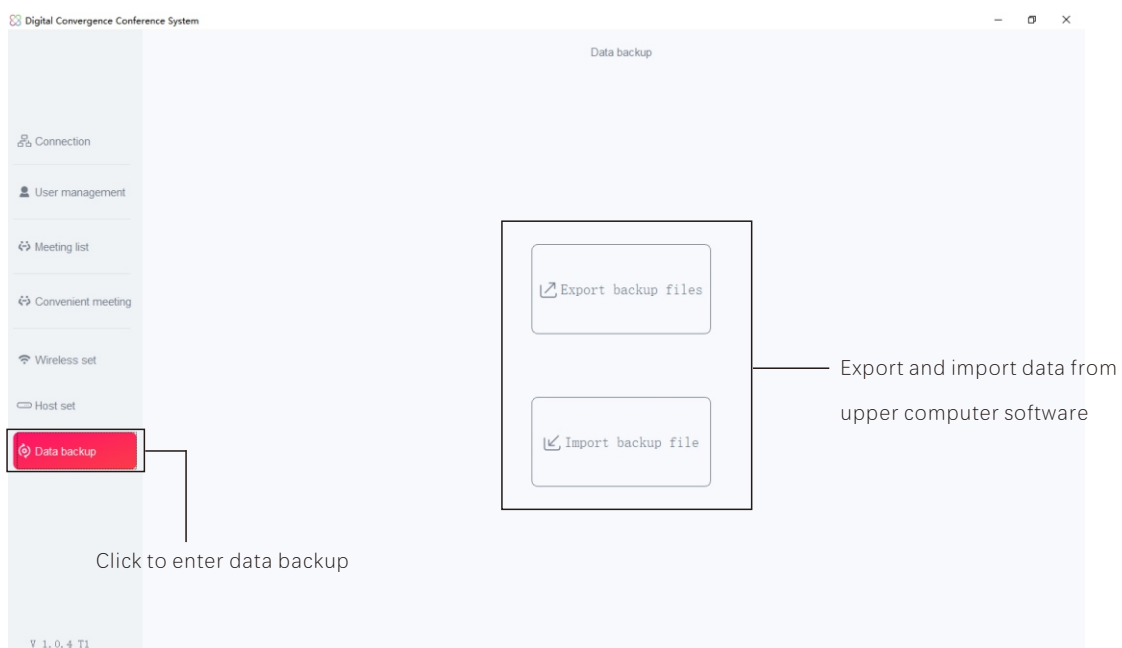 Digital Convergence Conference System
Data backup
Connection
User management
Meeting list
Convenient meeting
Wireless set
Host set
Data backup
Export backup files
Import backup file
Export and import data from
upper computer software
Click to enter data backup
V 1.0.4 T1